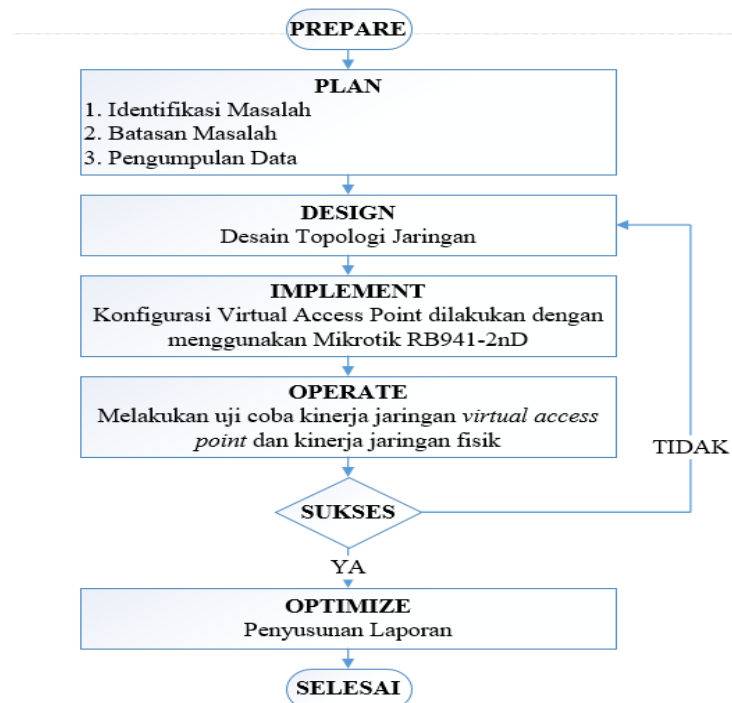 PREPARE
PLAN
1. Identifikasi Masalah
2. Batasan Masalah
3. Pengumpulan Data
DESIGN
Desain Topologi Jaringan
IMPLEMENT
Konfigurasi Virtual Access Point dilakukan dengan
menggunakan Mikrotik RB941-2nD
OPERATE
Melakukan uji coba kinerja jaringan virtual access
point dan kinerja jaringan fisik
TIDAK
SUKSES
YA
OPTIMIZE
Penyusunan Laporan
SELESAI